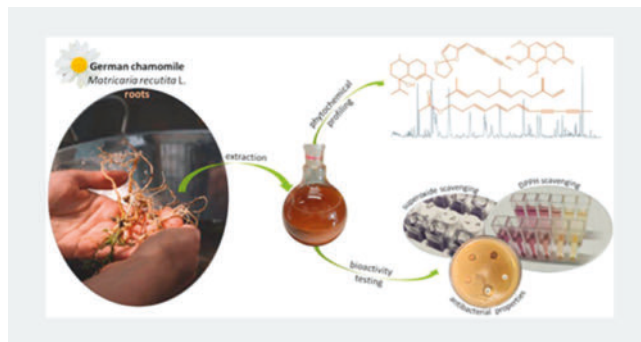 German chamomile
Matricaria recutita L.
roots
extraction
phytochemical
profiling
bioactivity
testing
superoxide scavenging
DPPH scavenging
antibacterial properties